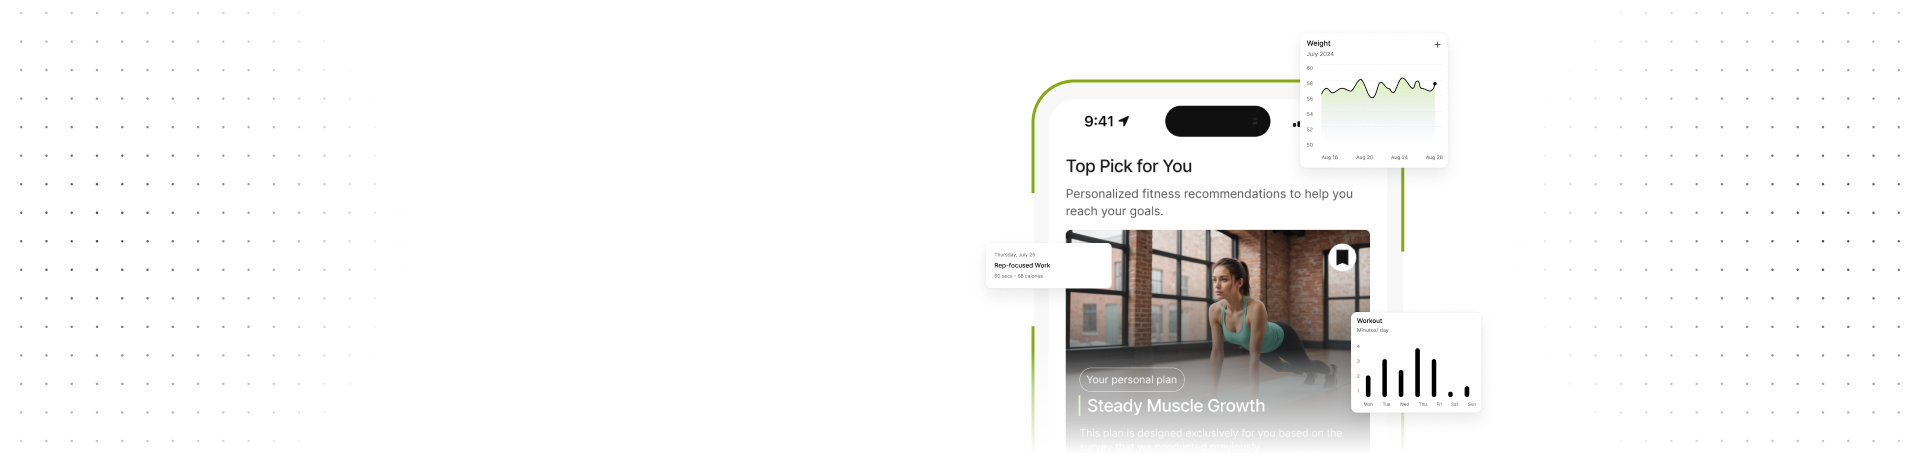 Weight
July 2024
60
58
56
54
52
50
Aug 16
Aug 20
Aug 24
Aug 28
9:41
Top Pick for You
Personalized fitness recommendations to help you
reach your goals.
Thursday, July 25
Rep-focused Work
60 secs - 66 calories
Workout
Minutes/ day
4
3
2
1
Mon
Tue
Wed
Thu
Fri
Sat
Sun
Your personal plan
Steady Muscle Growth
This plan is designed exclusively for you based on the